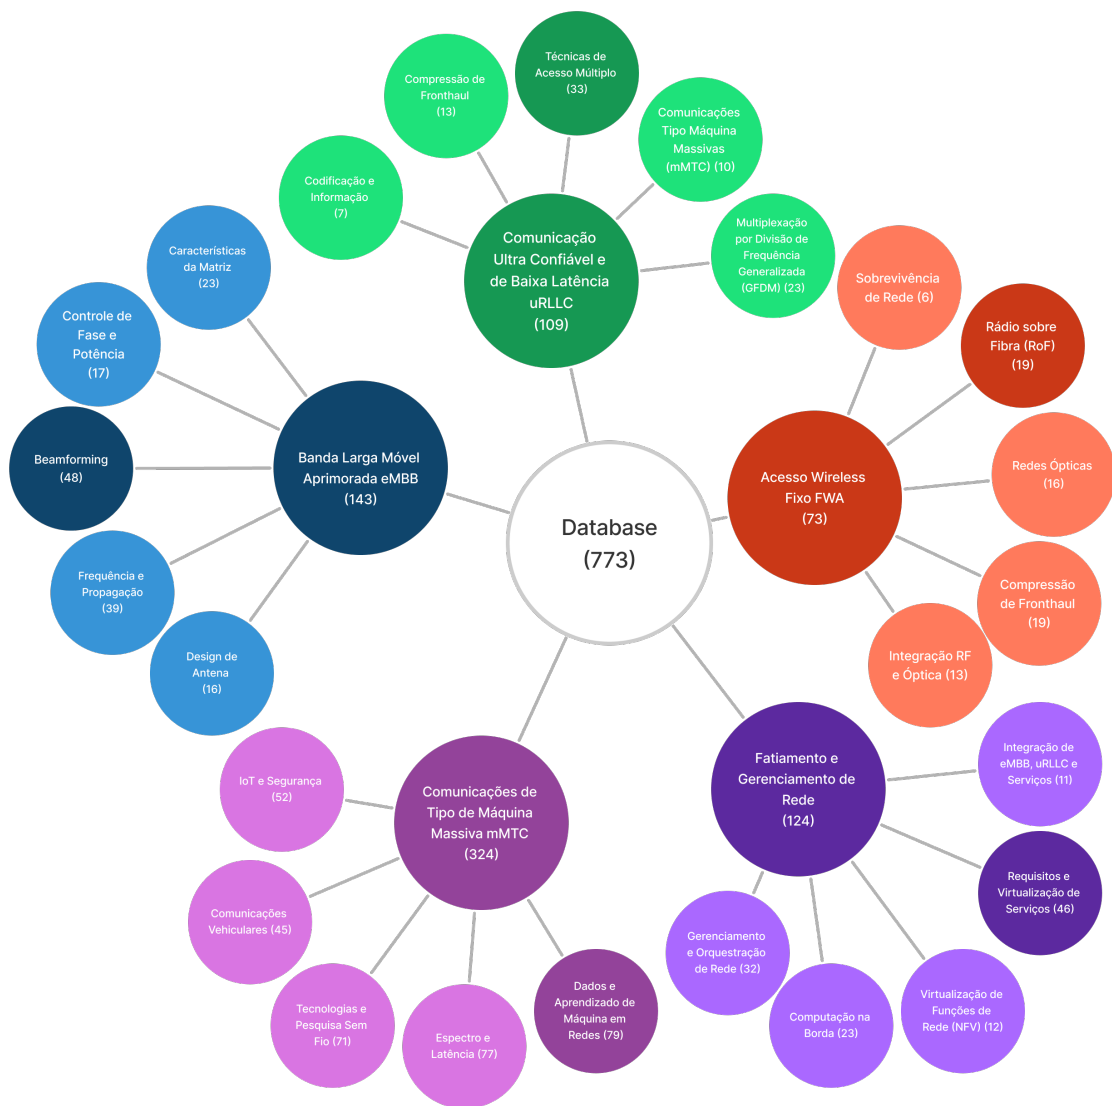 Técnicas de
Acesso Múltiplo
(33)
Compressão de
Fronthaul
(13)
Comunicações
Tipo Máquina
Massivas
(mMTC) (10)
Codificação e
Informação
(7)
Multiplexação
por Divisão de
Frequência
Generalizada
(GFDM) (23)
Comunicação
Ultra Confiável e
de Baixa Latência
uRLLC
(109)
Características
da Matriz
(23)
Controle de
Fase e
Potência
(17)
Beamforming
(48)
Frequência e
Propagação
(39)
Design de
Antena
(16)
Banda Larga Móvel
Aprimorada eMBB
(143)
Database
(773)
Sobrevivência
de Rede (6)
Rádio sobre
Fibra (RoF)
(19)
Redes Ópticas
(16)
Compressão
de Fronthaul
(19)
Integração RF
e Óptica (13)
Acesso Wireless
Fixo FWA
(73)
IoT e Segurança
(52)
Comunicações de
Tipo de Máquina
Massiva mMTC
(324)
Comunicações
Vehiculares (45)
Tecnologias e
Pesquisa Sem
Fio (71)
Espectro e
Latência (77)
Dados e
Aprendizado de
Máquina em
Redes (79)
Fatiamento e
Gerenciamento de
Rede
(124)
Integração de
eMBB, uRLLC e
Serviços (11)
Requisitos e
Virtualização de
Serviços (46)
Gerenciamento
e Orquestração
de Rede (32)
Computação na
Borda (23)
Virtualização de
Funções de
Rede (NFV) (12)